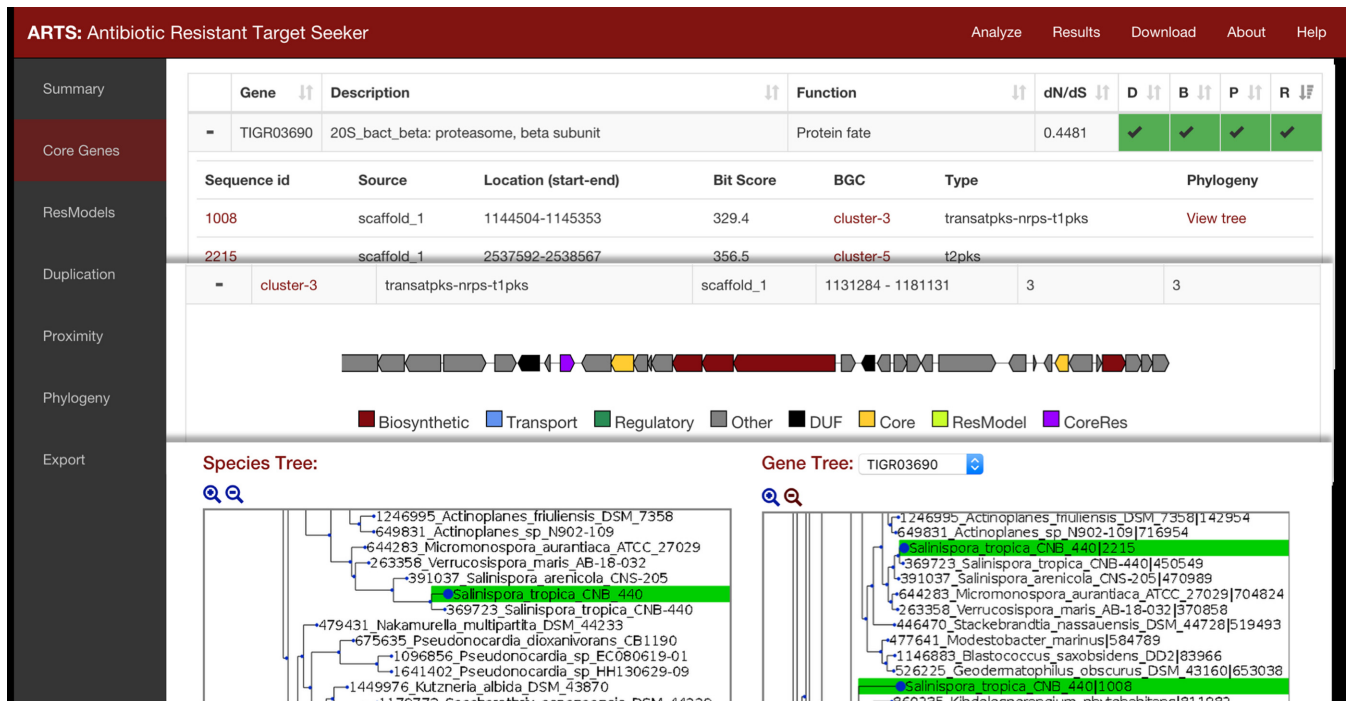 ARTS: Antibiotic Resistant Target Seeker Analyze Results Download About Help
Summary
Core Genes
ResModels
Duplication
Proximity
Phylogeny
Export
Gene Description Function dN/dS D B P R
- TIGR03690 20S_bact_beta: proteasome, beta subunit Protein fate 0.4481 ✓ ✓ ✓ ✓
Sequence id Source Location (start-end) Bit Score BGC Type Phylogeny
1008 scaffold_1 1144504-1145353 329.4 cluster-3 transatpks-nrps-t1pks View tree
2215 scaffold_1 2537592-2538567 356.5 cluster-5 t2pks
- cluster-3 transatpks-nrps-t1pks scaffold_1 1131284 - 1181131 3 3
Biosynthetic Transport Regulatory Other DUF Core ResModel CoreRes
Species Tree:
1246995_Actinoplanes_friuliensis_DSM_7358
649831_Actinoplanes_sp_N902-109
644283_Micromonospora_aurantiaca_ATCC_27029
263358_Verrucosispora_maris_AB-18-032
391037_Salinispora_arenicola_CNS-205
Salinispora_tropica_CNB_440
369723_Salinispora_tropica_CNB-440
479431_Nakamurella_multipartita_DSM_44233
675635_Pseudonocardia_dioxanivorans_CB1190
1096856_Pseudonocardia_sp_EC080619-01
1641402_Pseudonocardia_sp_HH130629-09
1449976_Kutzneria_albida_DSM_43870
Gene Tree: TIGR03690
1246995_Actinoplanes_friuliensis_DSM_7358|142954
649831_Actinoplanes_sp_N902-109|716954
Salinispora_tropica_CNB_440|2215
369723_Salinispora_tropica_CNB-440|450549
391037_Salinispora_arenicola_CNS-205|470989
644283_Micromonospora_aurantiaca_ATCC_27029|704824
263358_Verrucosispora_maris_AB-18-032|370858
446470_Stackebrandtia_nassauensis_DSM_44728|519493
477641_Modestobacter_marinus|584789
1146883_Blastococcus_saxobsidens_DD2|83966
526225_Geodermatophilus_obscurus_DSM_43160|653038
Salinispora_tropica_CNB_440|1008